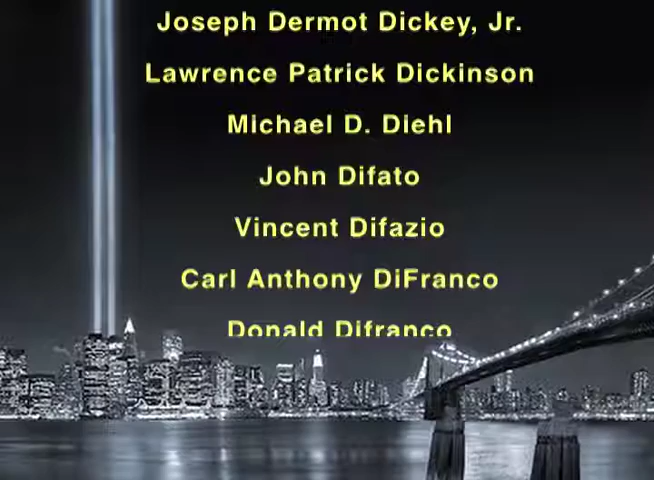 Joseph Dermot Dickey, Jr.
Lawrence Patrick Dickinson
Michael D. Diehl
John Difato
Vincent Difazio
Carl Anthony DiFranco
Donald Difranco